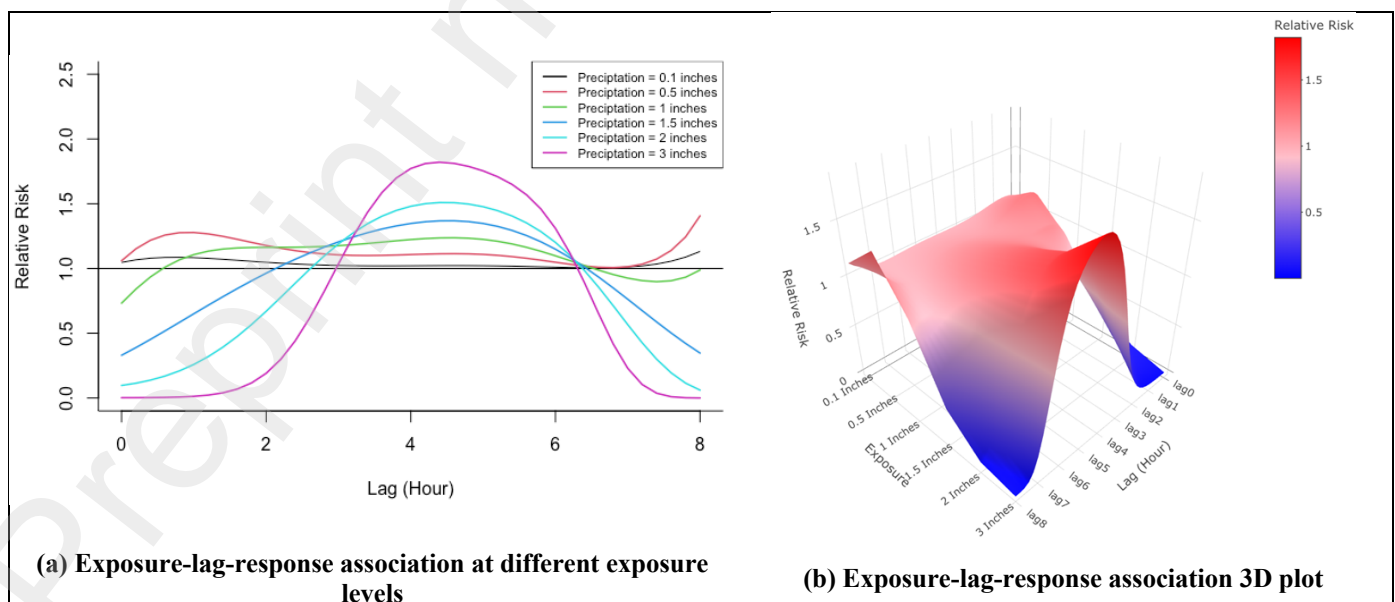 2.5
2.0
1.5
1.0
0.5
0.0
Relative Risk
Preciptation = 0.1 inches
Preciptation = 0.5 inches
Preciptation = 1 inches
Preciptation = 1.5 inches
Preciptation = 2 inches
Preciptation = 3 inches
0 2 4 6 8
Lag (Hour)
(a) Exposure-lag-response association at different exposure
levels
Relative Risk
1.5
1
0.5
1.5
1
0.5
0
Relative Risk
0.1 Inches
0.5 Inches
1 Inches
1.5 Inches
2 Inches
3 Inches
Exposure
lag0
lag1
lag2
lag3
lag4
lag5
lag6
lag7
lag8
Lag (Hour)
(b) Exposure-lag-response association 3D plot
Preprint n